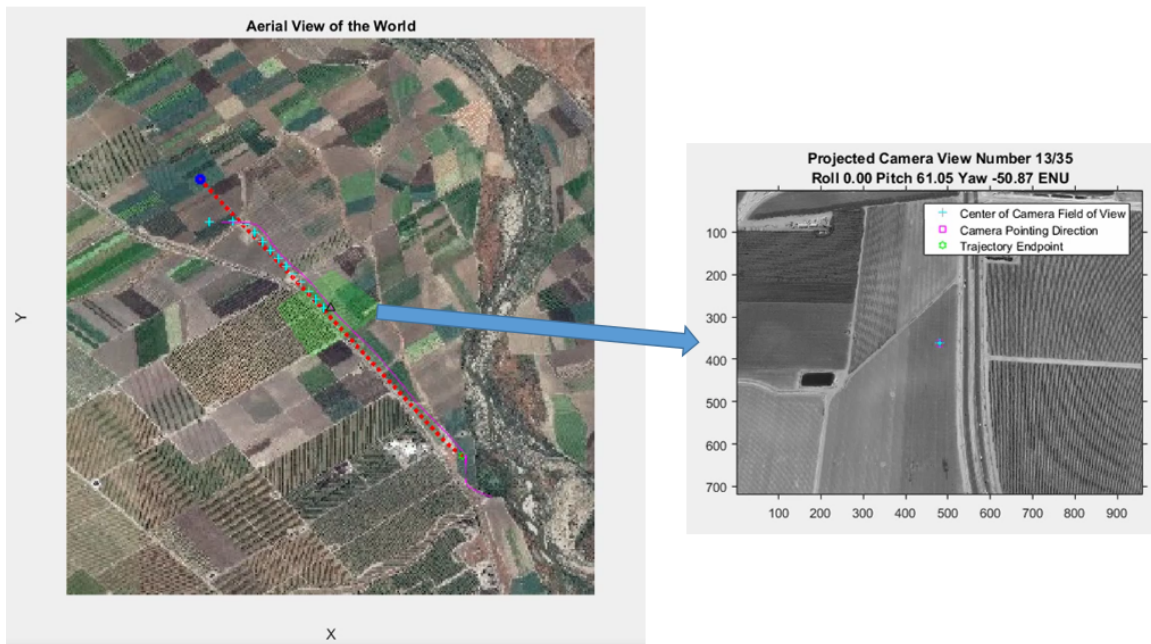 Aerial View of the World
Y
X
Projected Camera View Number 13/35
Roll 0.00 Pitch 61.05 Yaw -50.87 ENU
Center of Camera Field of View
Camera Pointing Direction
Trajectory Endpoint
100
200
300
400
500
600
700
100 200 300 400 500 600 700 800 900